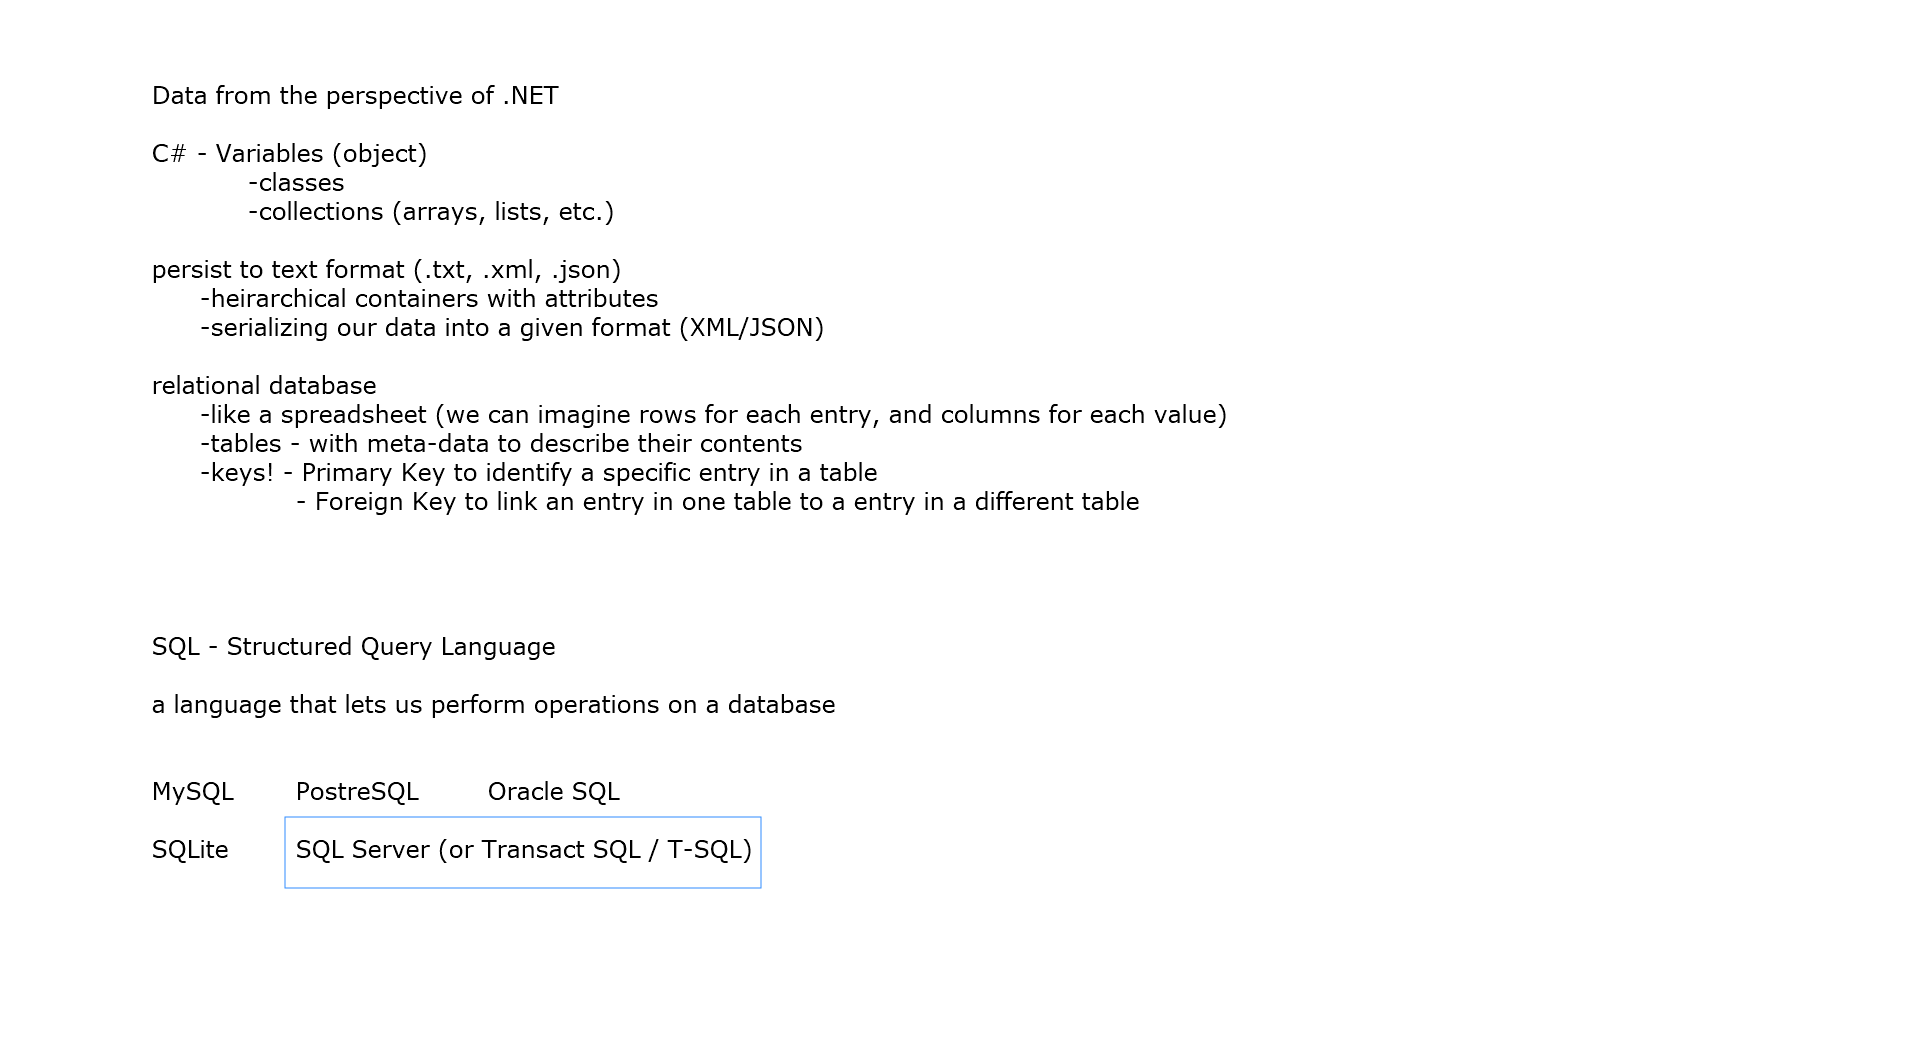 Data from the perspective of .NET
C# - Variables (object)
-classes
-collections (arrays, lists, etc.)
persist to text format (.txt, .xml, .json)
-heirarchical containers with attributes
-serializing our data into a given format (XML/JSON)
relational database
-like a spreadsheet (we can imagine rows for each entry, and columns for each value)
-tables - with meta-data to describe their contents
-keys! - Primary Key to identify a specific entry in a table
- Foreign Key to link an entry in one table to a entry in a different table
SQL - Structured Query Language
a language that lets us perform operations on a database
MySQL PostreSQL Oracle SQL
SQLite SQL Server (or Transact SQL / T-SQL)